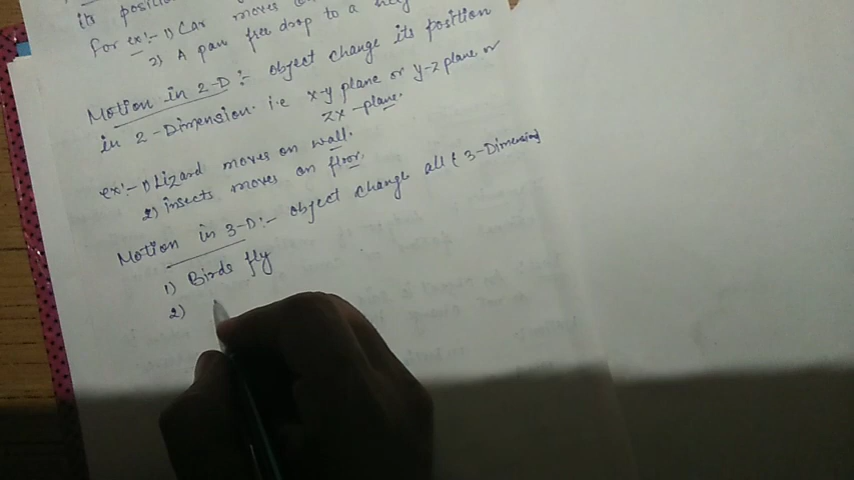 its position
for ex:- 1) Car moves
2) A pan free drop to a
Motion in 2-D :- object change its position
in 2-Dimension. i.e x-y plane or y-z plane or
zx-plane.
ex:- 1) Lizard moves on wall.
2) insects moves on floor.
Motion in 3-D :- object change all ( 3-Dimension)
1) Birds fly
2)